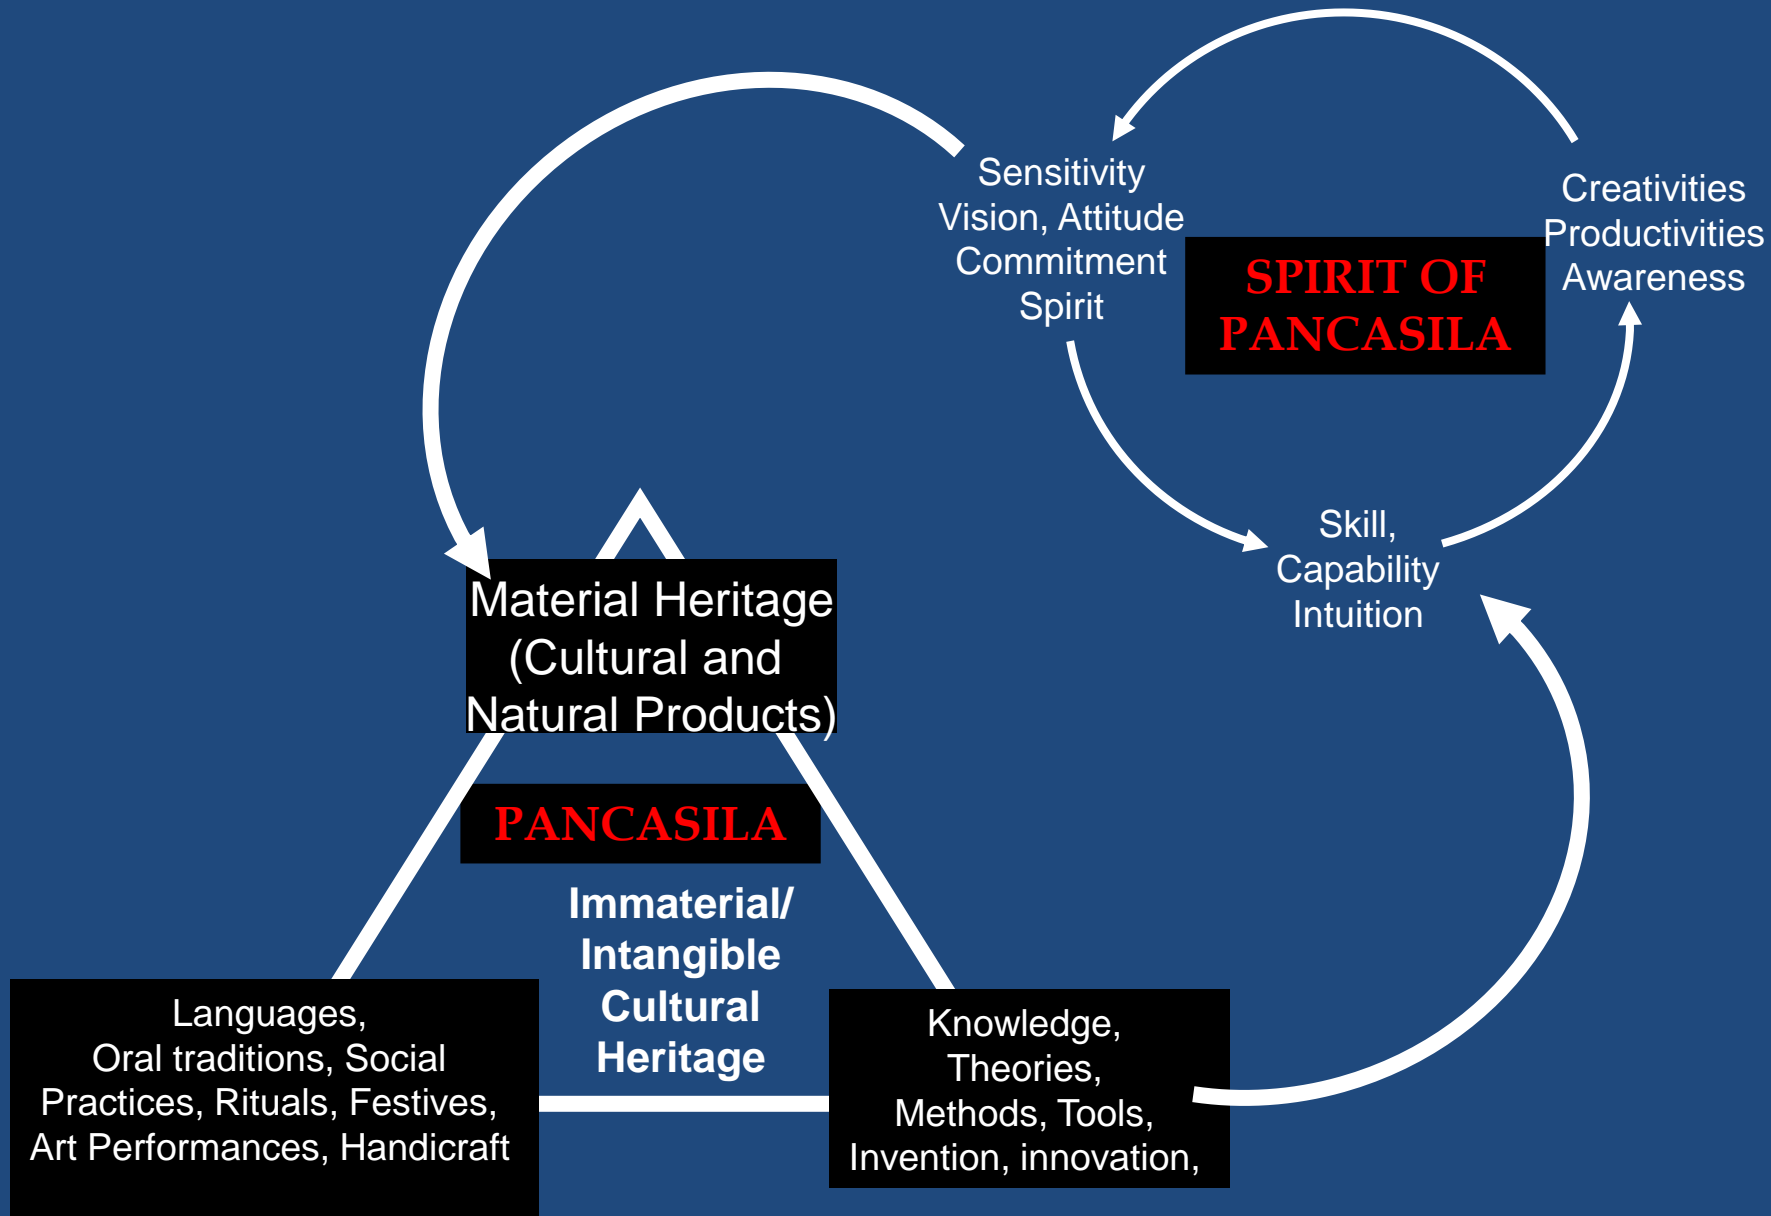 Sensitivity
Vision, Attitude
Commitment
Spirit
Creativities
Productivities
Awareness
SPIRIT OF
PANCASILA
Skill,
Capability
Intuition
Material Heritage
(Cultural and
Natural Products)
PANCASILA
Immaterial/
Intangible
Cultural
Heritage
Languages,
Oral traditions, Social
Practices, Rituals, Festives,
Art Performances, Handicraft
Knowledge,
Theories,
Methods, Tools,
Invention, innovation,